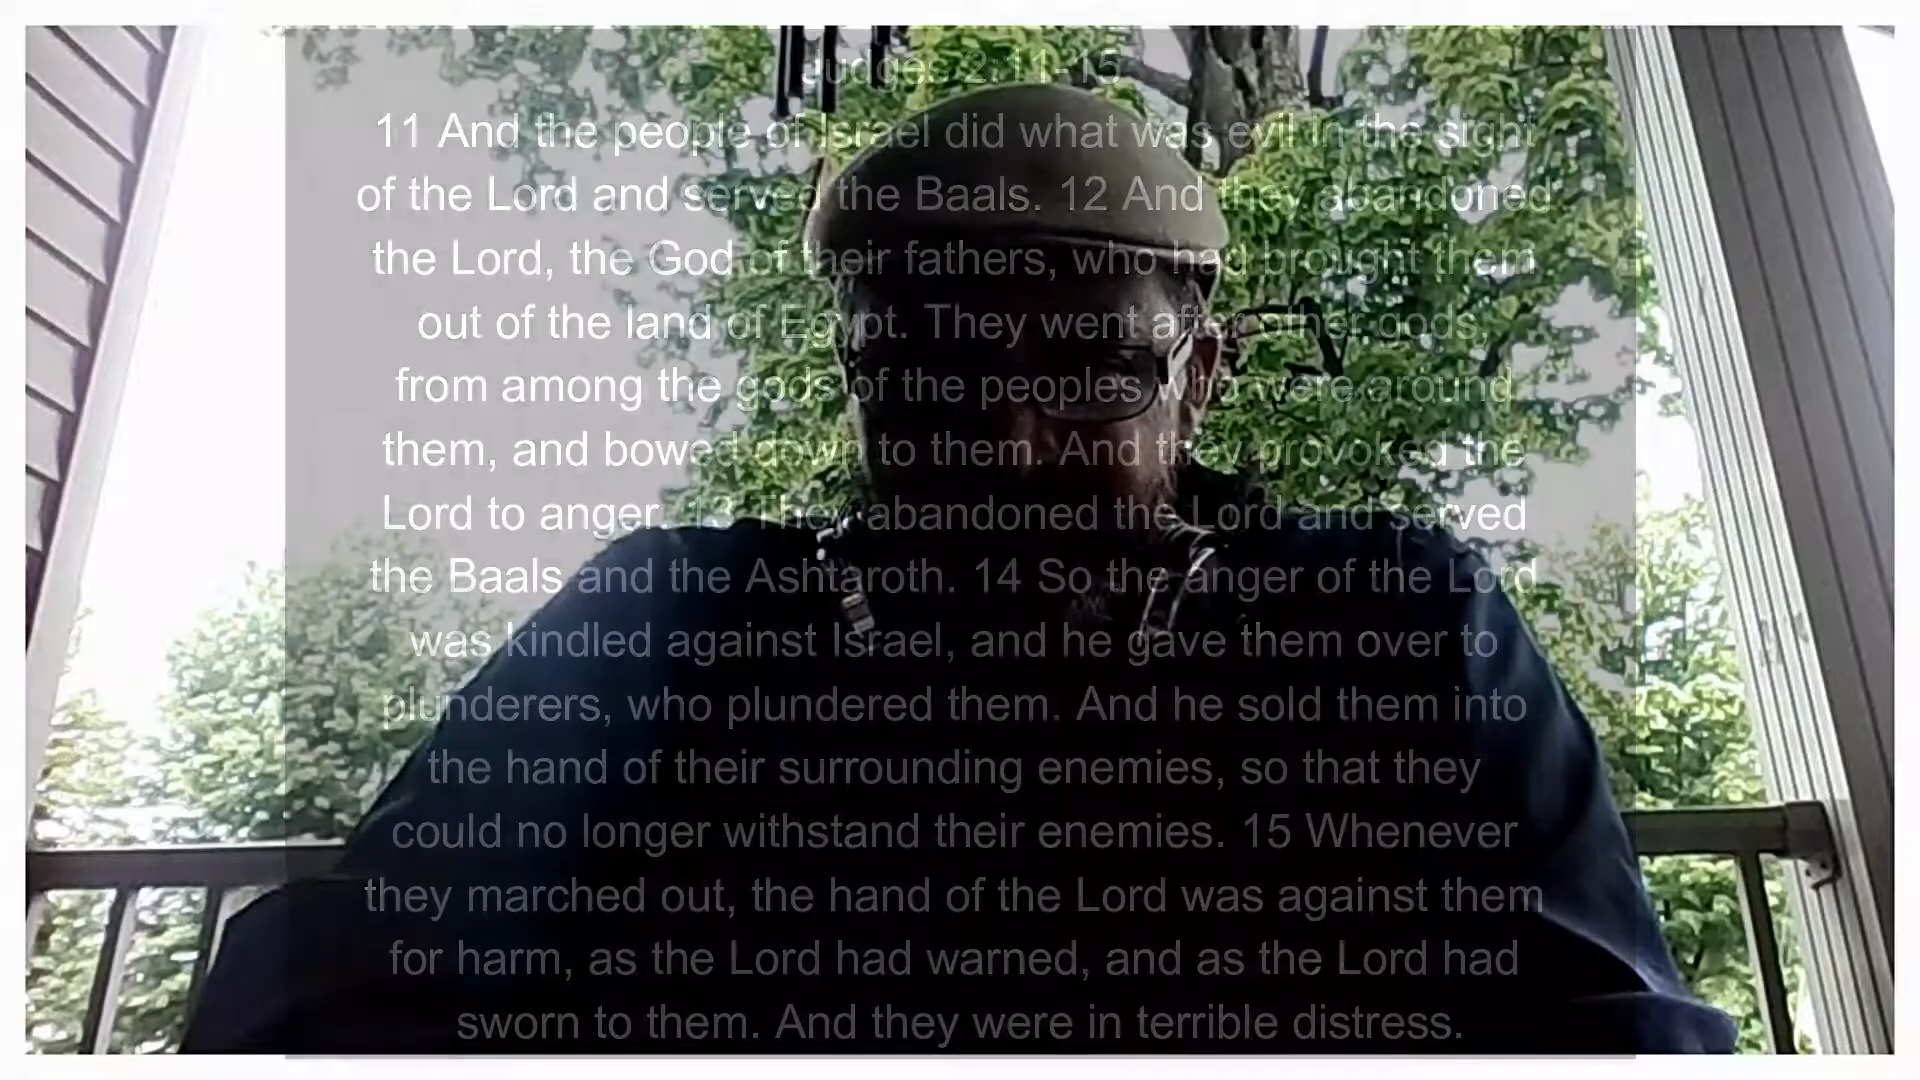 Judges 2:11-15
11 And the people of Israel did what was evil in the sight
of the Lord and served the Baals. 12 And they abandoned
the Lord, the God of their fathers, who had brought them
out of the land of Egypt. They went after other gods,
from among the gods of the peoples who were around
them, and bowed down to them. And they provoked the
Lord to anger. 13 They abandoned the Lord and served
the Baals and the Ashtaroth. 14 So the anger of the Lord
was kindled against Israel, and he gave them over to
plunderers, who plundered them. And he sold them into
the hand of their surrounding enemies, so that they
could no longer withstand their enemies. 15 Whenever
they marched out, the hand of the Lord was against them
for harm, as the Lord had warned, and as the Lord had
sworn to them. And they were in terrible distress.